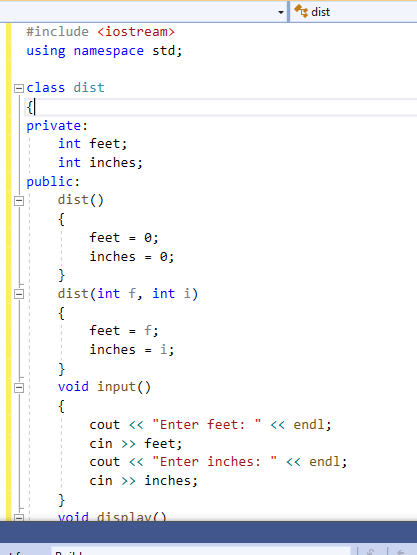 dist
#include <iostream>
using namespace std;
class dist
{
private:
    int feet;
    int inches;
public:
    dist()
    {
        feet = 0;
        inches = 0;
    }
    dist(int f, int i)
    {
        feet = f;
        inches = i;
    }
    void input()
    {
        cout << "Enter feet: " << endl;
        cin >> feet;
        cout << "Enter inches: " << endl;
        cin >> inches;
    }
    void display()